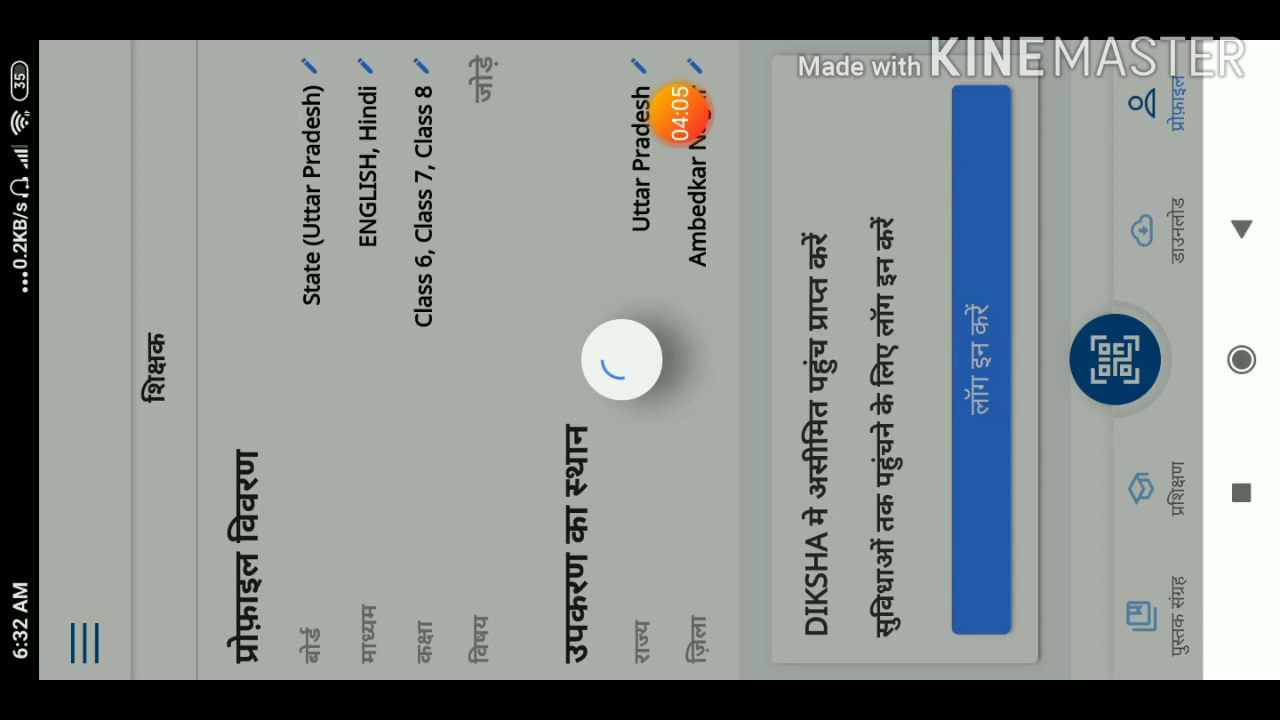 Made with KINEMASTER
6:32 AM
...0.2KB/s
35
शिक्षक
प्रोफ़ाइल विवरण
बोर्ड State (Uttar Pradesh)
माध्यम ENGLISH, Hindi
कक्षा Class 6, Class 7, Class 8
विषय जोड़ें
उपकरण का स्थान
राज्य Uttar Pradesh
04:05
ज़िला Ambedkar
DIKSHA मे असीमित पहुंच प्राप्त करें
सुविधाओं तक पहुंचने के लिए लॉग इन करें
लॉग इन करें
पुस्तक संग्रह
प्रशिक्षण
डाउनलोड
प्रोफ़ाइल